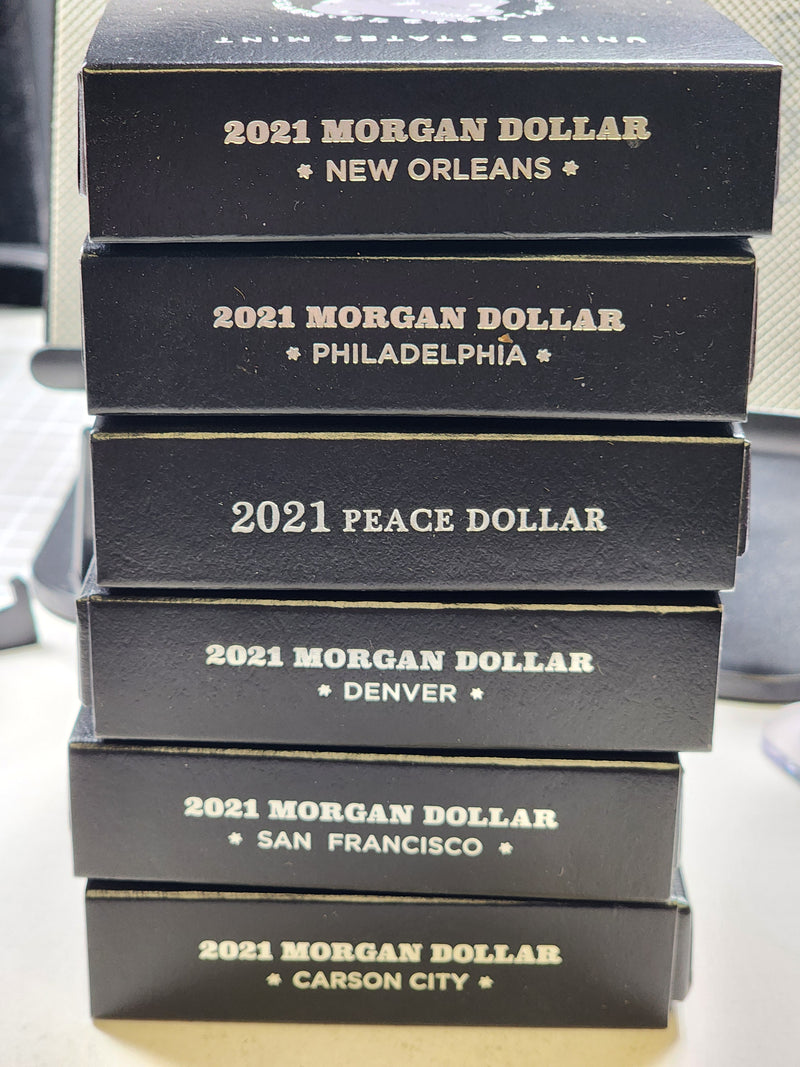 UNITED STATES MINT
2021 MORGAN DOLLAR
* NEW ORLEANS *
2021 MORGAN DOLLAR
* PHILADELPHIA *
2021 PEACE DOLLAR
2021 MORGAN DOLLAR
* DENVER *
2021 MORGAN DOLLAR
* SAN FRANCISCO *
2021 MORGAN DOLLAR
* CARSON CITY *